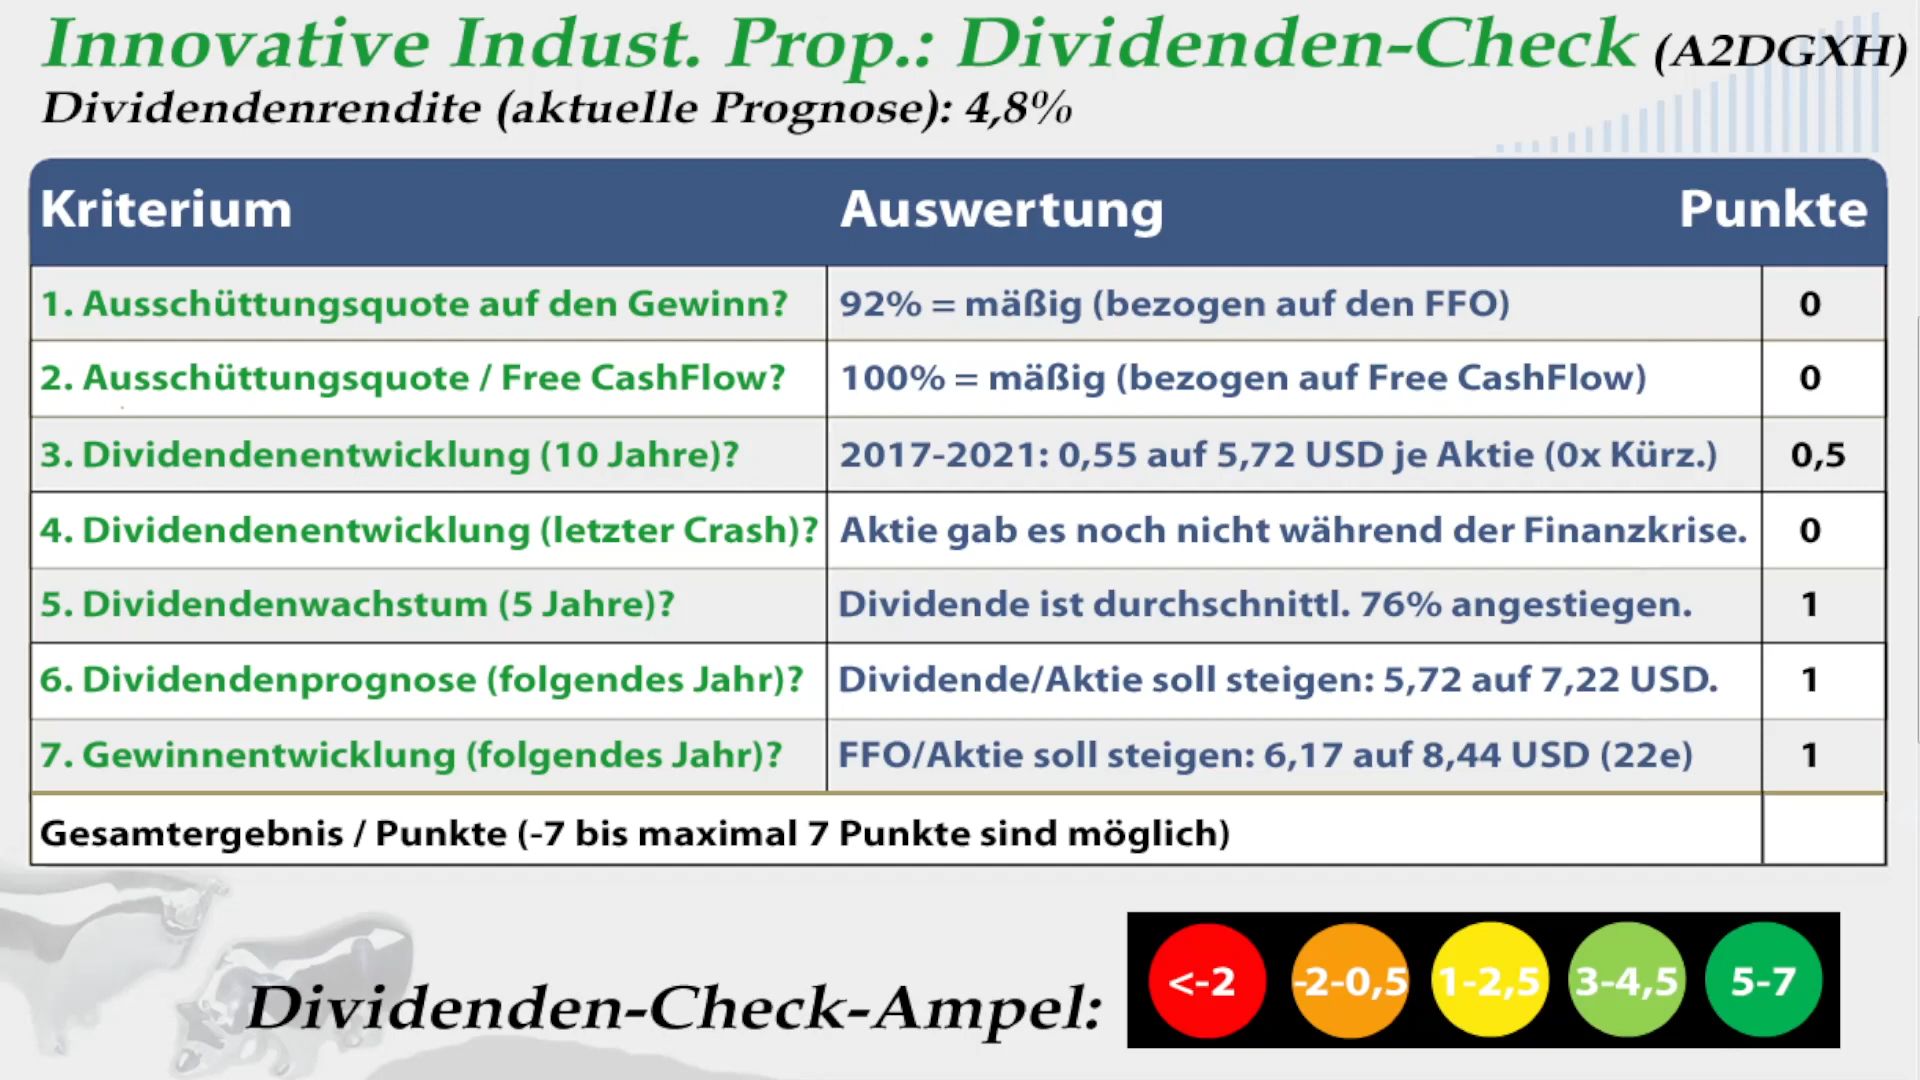 Innovative Indust. Prop.: Dividenden-Check (A2DGXH)
Dividendenrendite (aktuelle Prognose): 4,8%
Kriterium Auswertung Punkte
1. Ausschüttungsquote auf den Gewinn? 92% = mäßig (bezogen auf den FFO) 0
2. Ausschüttungsquote / Free CashFlow? 100% = mäßig (bezogen auf Free CashFlow) 0
3. Dividendenentwicklung (10 Jahre)? 2017-2021: 0,55 auf 5,72 USD je Aktie (0x Kürz.) 0,5
4. Dividendenentwicklung (letzter Crash)? Aktie gab es noch nicht während der Finanzkrise. 0
5. Dividendenwachstum (5 Jahre)? Dividende ist durchschnittl. 76% angestiegen. 1
6. Dividendenprognose (folgendes Jahr)? Dividende/Aktie soll steigen: 5,72 auf 7,22 USD. 1
7. Gewinnentwicklung (folgendes Jahr)? FFO/Aktie soll steigen: 6,17 auf 8,44 USD (22e) 1
Gesamtergebnis / Punkte (-7 bis maximal 7 Punkte sind möglich)
Dividenden-Check-Ampel: <-2 -2-0,5 1-2,5 3-4,5 5-7